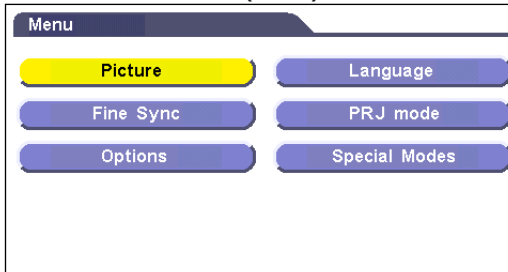 Menu
Picture
Language
Fine Sync
PRJ mode
Options
Special Modes